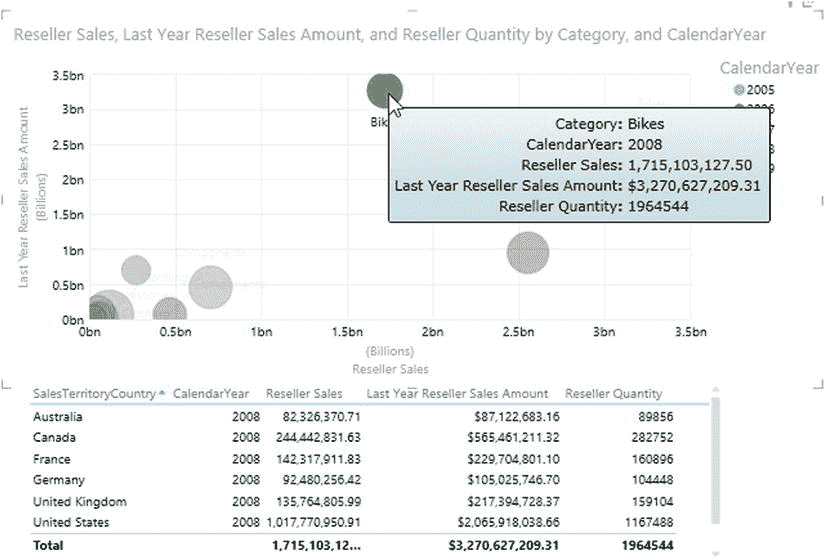 Reseller Sales, Last Year Reseller Sales Amount, and Reseller Quantity by Category, and CalendarYear
CalendarYear
2005
Last Year Reseller Sales Amount
(Billions)
3.5bn
3bn
2.5bn
2bn
1.5bn
1bn
0.5bn
0bn
Bik
Category: Bikes
CalendarYear: 2008
Reseller Sales: 1,715,103,127.50
Last Year Reseller Sales Amount: $3,270,627,209.31
Reseller Quantity: 1964544
0bn 0.5bn 1bn 1.5bn 2bn 2.5bn 3bn 3.5bn
(Billions)
Reseller Sales
SalesTerritoryCountry CalendarYear Reseller Sales Last Year Reseller Sales Amount Reseller Quantity
Australia 2008 82,326,370.71 $87,122,683.16 89856
Canada 2008 244,442,831.63 $565,461,211.32 282752
France 2008 142,317,911.83 $229,704,801.10 160896
Germany 2008 92,480,256.42 $105,025,746.70 104448
United Kingdom 2008 135,764,805.99 $217,394,728.37 159104
United States 2008 1,017,770,950.91 $2,065,918,038.66 1167488
Total 1,715,103,12... $3,270,627,209.31 1964544